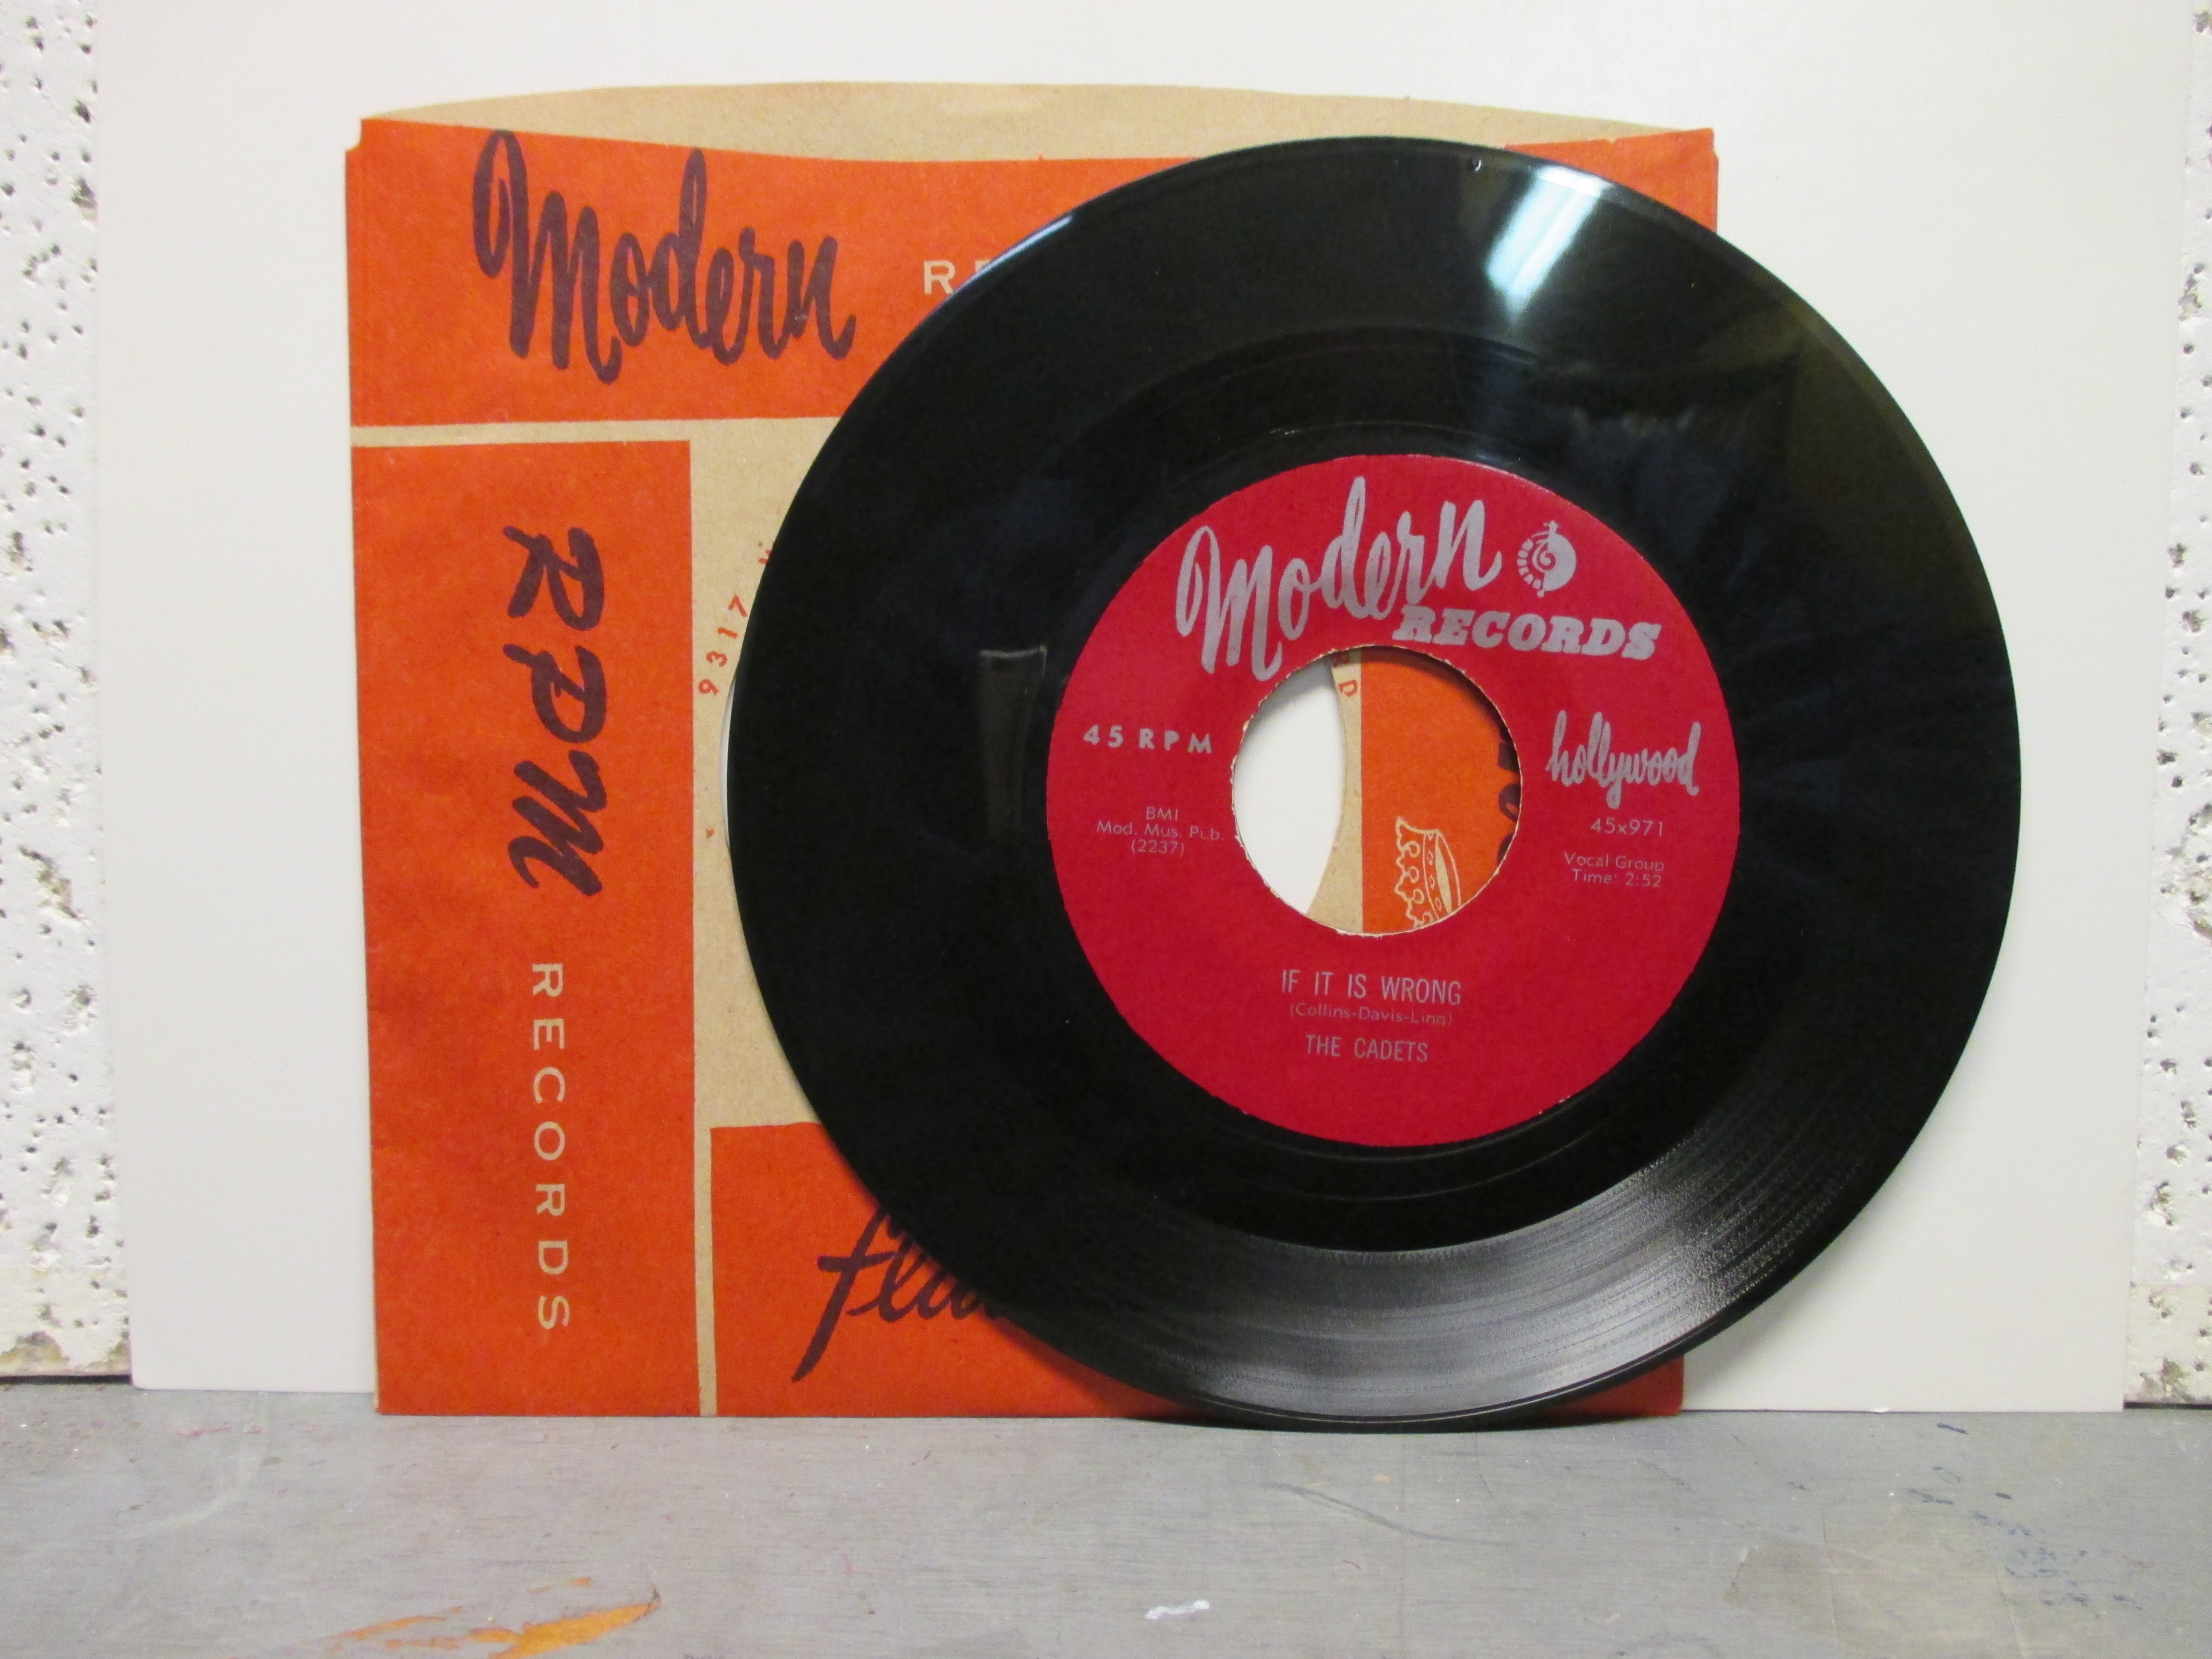 Modern
RPM
RECORDS
9317
Modern
RECORDS
45 RPM
hollywood
BMI
Mod. Mus. Pub.
(2237)
45x971
Vocal Group
Time: 2:52
IF IT IS WRONG
(Collins-Davis-Ling)
THE CADETS